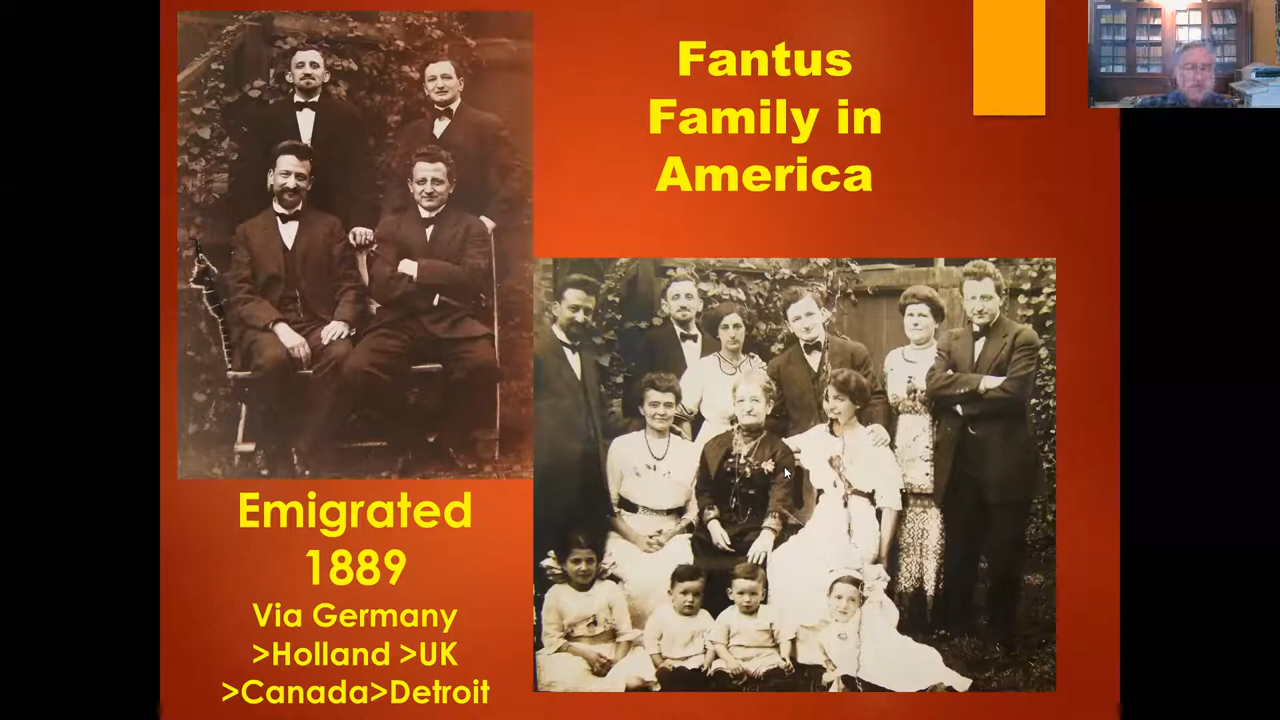 Fantus
Family in
America
Emigrated
1889
Via Germany
>Holland >UK
>Canada>Detroit